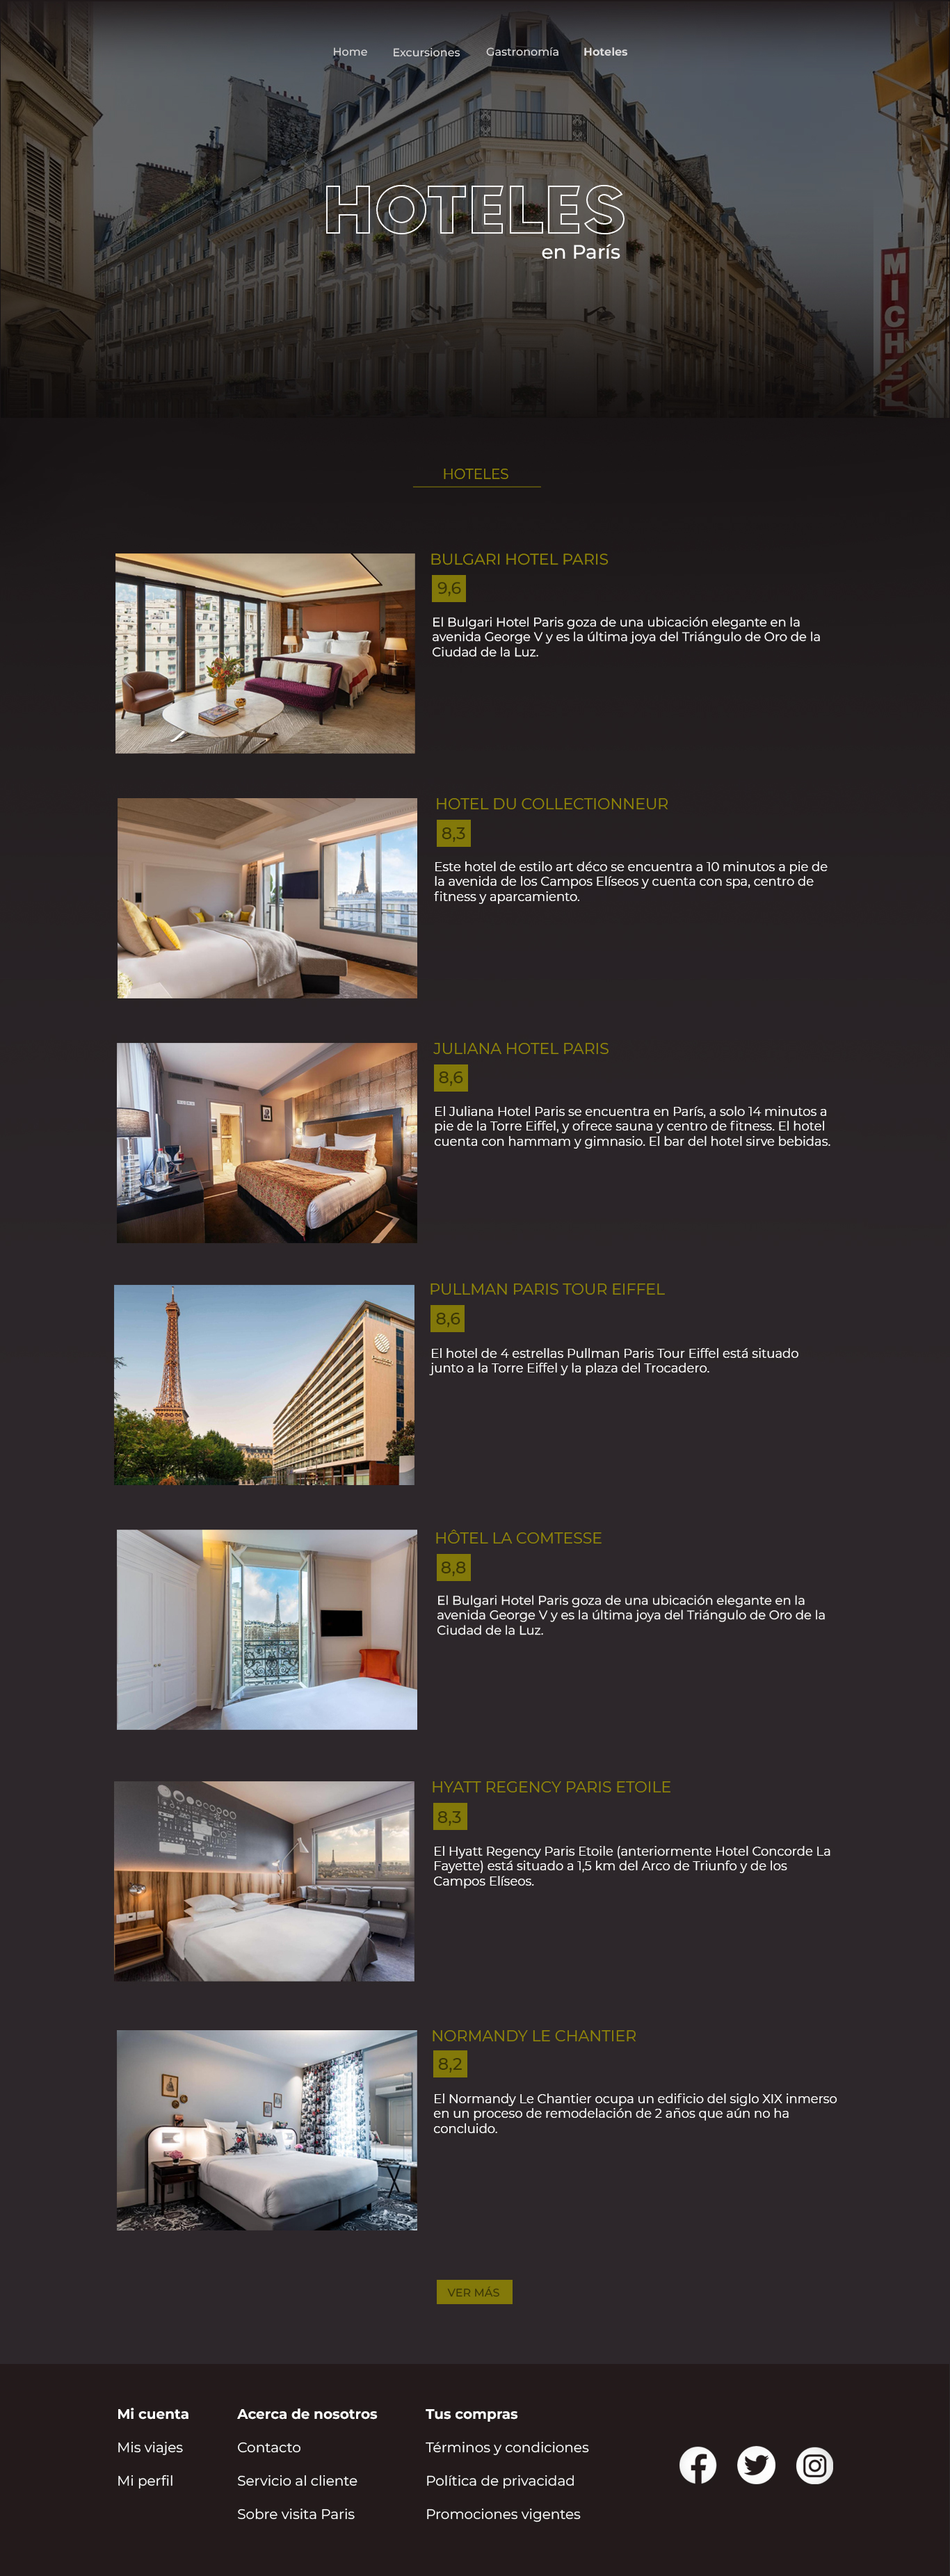 Home Excursiones Gastronomía Hoteles
HOTELES
en París
MICHEL
HOTELES
BULGARI HOTEL PARIS
9,6
El Bulgari Hotel Paris goza de una ubicación elegante en la
avenida George V y es la última joya del Triángulo de Oro de la
Ciudad de la Luz.
HOTEL DU COLLECTIONNEUR
8,3
Este hotel de estilo art déco se encuentra a 10 minutos a pie de
la avenida de los Campos Elíseos y cuenta con spa, centro de
fitness y aparcamiento.
JULIANA HOTEL PARIS
8,6
El Juliana Hotel Paris se encuentra en París, a solo 14 minutos a
pie de la Torre Eiffel, y ofrece sauna y centro de fitness. El hotel
cuenta con hammam y gimnasio. El bar del hotel sirve bebidas.
PULLMAN PARIS TOUR EIFFEL
8,6
El hotel de 4 estrellas Pullman Paris Tour Eiffel está situado
junto a la Torre Eiffel y la plaza del Trocadero.
HÔTEL LA COMTESSE
8,8
El Bulgari Hotel Paris goza de una ubicación elegante en la
avenida George V y es la última joya del Triángulo de Oro de la
Ciudad de la Luz.
HYATT REGENCY PARIS ETOILE
8,3
El Hyatt Regency Paris Etoile (anteriormente Hotel Concorde La
Fayette) está situado a 1,5 km del Arco de Triunfo y de los
Campos Elíseos.
NORMANDY LE CHANTIER
8,2
El Normandy Le Chantier ocupa un edificio del siglo XIX inmerso
en un proceso de remodelación de 2 años que aún no ha
concluido.
VER MÁS
Mi cuenta
Mis viajes
Mi perfil
Acerca de nosotros
Contacto
Servicio al cliente
Sobre visita Paris
Tus compras
Términos y condiciones
Política de privacidad
Promociones vigentes